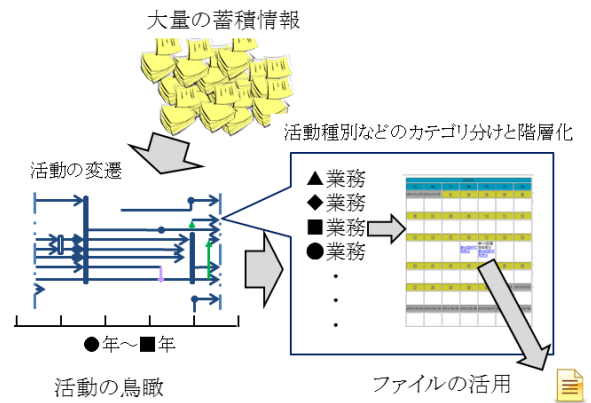 大量の蓄積情報
活動種別などのカテゴリ分けと階層化
活動の変遷
▲業務
◆業務
■業務
●業務
・
・
・
●年～■年
活動の鳥瞰
ファイルの活用